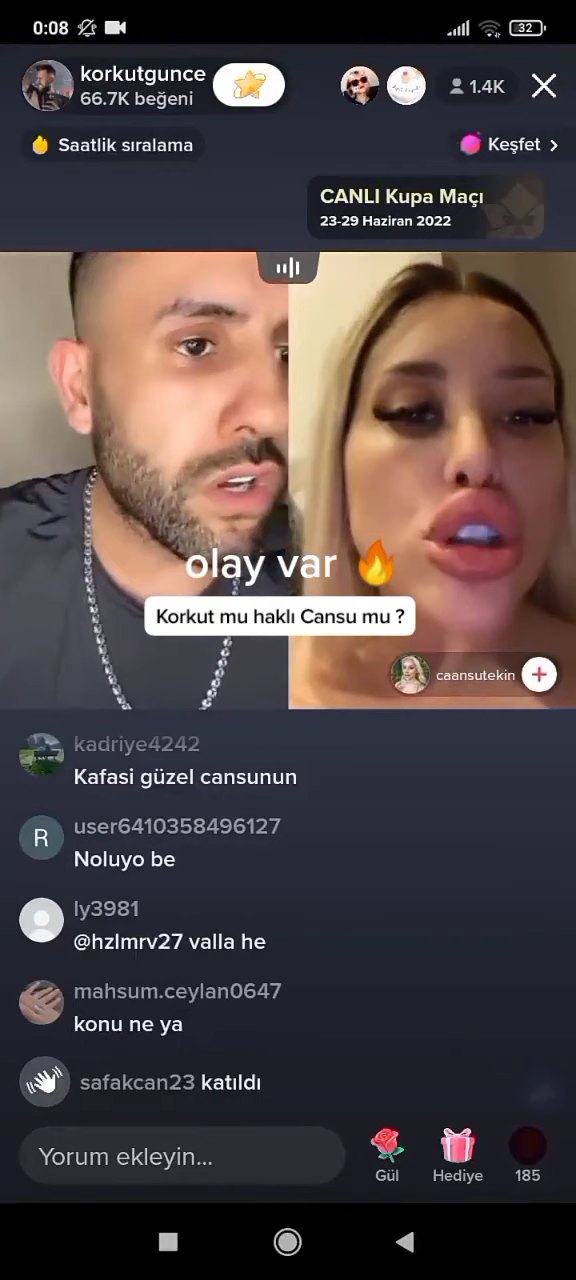 0:08
32
korkutgunce
66.7K beğeni
1.4K
Saatlik sıralama
Keşfet >
CANLI Kupa Maçı
23-29 Haziran 2022
olay var 🔥
Korkut mu haklı Cansu mu ?
caansutekin
kadriye4242
Kafasi güzel cansunun
R
user6410358496127
Noluyo be
ly3981
@hzlmrv27 valla he
mahsum.ceylan0647
konu ne ya
safakcan23 katıldı
Yorum ekleyin...
Gül
Hediye
185